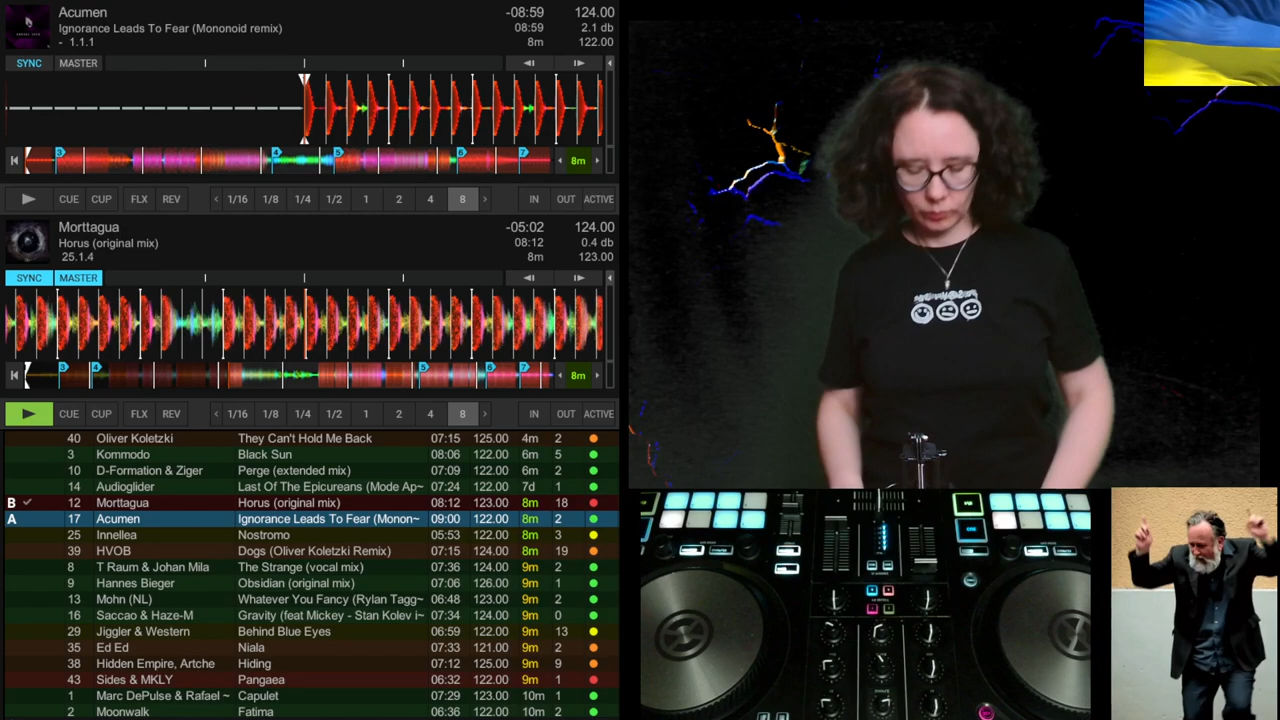 Acumen -08:59 124.00
Ignorance Leads To Fear (Mononoid remix) 08:59 2.1 db
- 1.1.1 8m 122.00
SYNC MASTER
3 4 5 6 7 8m
CUE CUP FLX REV 1/16 1/8 1/4 1/2 1 2 4 8 IN OUT ACTIVE
Morttagua -05:02 124.00
Horus (original mix) 08:12 0.4 db
25.1.4 8m 123.00
SYNC MASTER
3 4 5 6 7 8m
CUE CUP FLX REV 1/16 1/8 1/4 1/2 1 2 4 8 IN OUT ACTIVE
40 Oliver Koletzki They Can't Hold Me Back 07:15 125.00 4m 2
3 Kommodo Black Sun 08:06 122.00 6m 5
10 D-Formation & Ziger Perge (extended mix) 07:09 122.00 6m 2
14 Audioglider Last Of The Epicureans (Mode Ap~ 07:24 122.00 7d 1
B 12 Morttagua Horus (original mix) 08:12 123.00 8m 18
A 17 Acumen Ignorance Leads To Fear (Monon~ 09:00 122.00 8m 2
25 Innellea Nostromo 05:53 122.00 8m 3
39 HVOB Dogs (Oliver Koletzki Remix) 07:15 124.00 8m 19
8 T Raum & Johan Mila The Strange (vocal mix) 07:36 124.00 9m 2
9 Hannes Bieger Obsidian (original mix) 07:06 126.00 9m 1
13 Mohn (NL) Whatever You Fancy (Rylan Tagg~ 06:48 123.00 9m 2
16 Saccao & Haze-M Gravity (feat Mickey - Stan Kolev i~ 07:34 124.00 9m 0
29 Jiggler & Western Behind Blue Eyes 06:59 122.00 9m 13
35 Ed Ed Niala 07:33 121.00 9m 2
38 Hidden Empire, Artche Hiding 07:12 125.00 9m 9
43 Sides & MKLY Pangaea 06:32 122.00 9m 1
1 Marc DePulse & Rafael ~ Capulet 07:29 123.00 10m 1
2 Moonwalk Fatima 06:36 122.00 10m 2